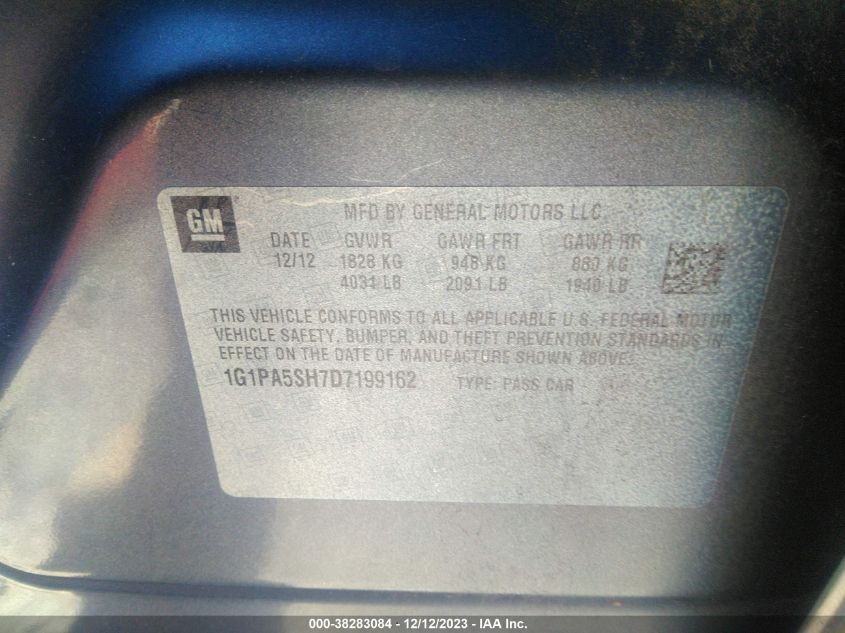 GM
MFD BY GENERAL MOTORS LLC
DATE GVWR GAWR FRT GAWR RR
12/12 1828 KG 948 KG 880 KG
4031 LB 2091 LB 1940 LB
THIS VEHICLE CONFORMS TO ALL APPLICABLE U.S. FEDERAL MOTOR
VEHICLE SAFETY, BUMPER, AND THEFT PREVENTION STANDARDS IN
EFFECT ON THE DATE OF MANUFACTURE SHOWN ABOVE.
1G1PA5SH7D7199162 TYPE: PASS CAR
000-38283084 - 12/12/2023 - IAA Inc.